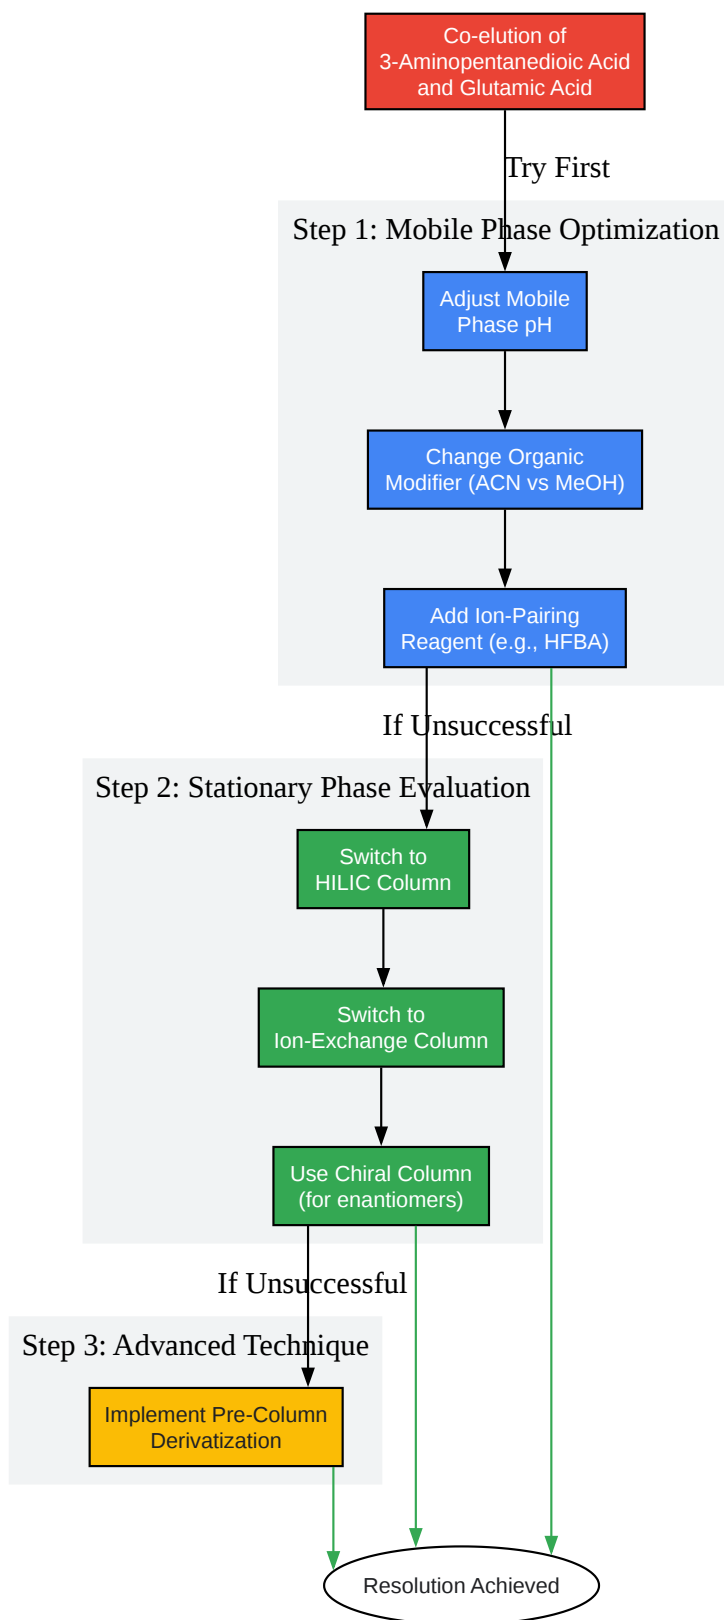 Co-elution of
3-Aminopentanedioic Acid
and Glutamic Acid
Try First
Step 1: Mobile Phase Optimization
Adjust Mobile
Phase pH
Change Organic
Modifier (ACN vs MeOH)
Add Ion-Pairing
Reagent (e.g., HFBA)
If Unsuccessful
Step 2: Stationary Phase Evaluation
Switch to
HILIC Column
Switch to
Ion-Exchange Column
Use Chiral Column
(for enantiomers)
If Unsuccessful
Step 3: Advanced Technique
Implement Pre-Column
Derivatization
Resolution Achieved